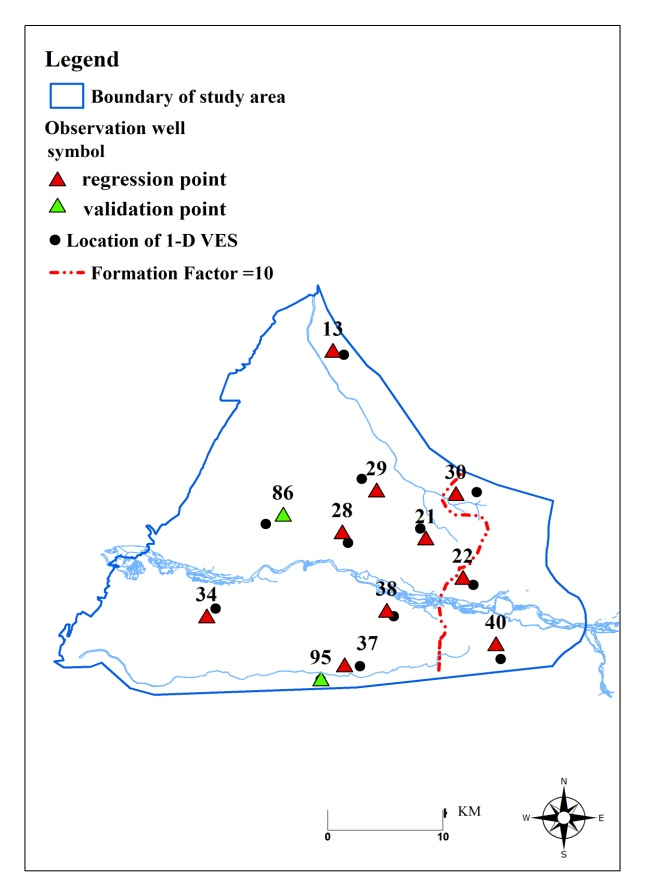 Legend
Boundary of study area
Observation well
symbol
regression point
validation point
Location of 1-D VES
Formation Factor =10
13
29
30
86
28
21
22
34
38
40
95
37
KM
0 10
N
W E
S